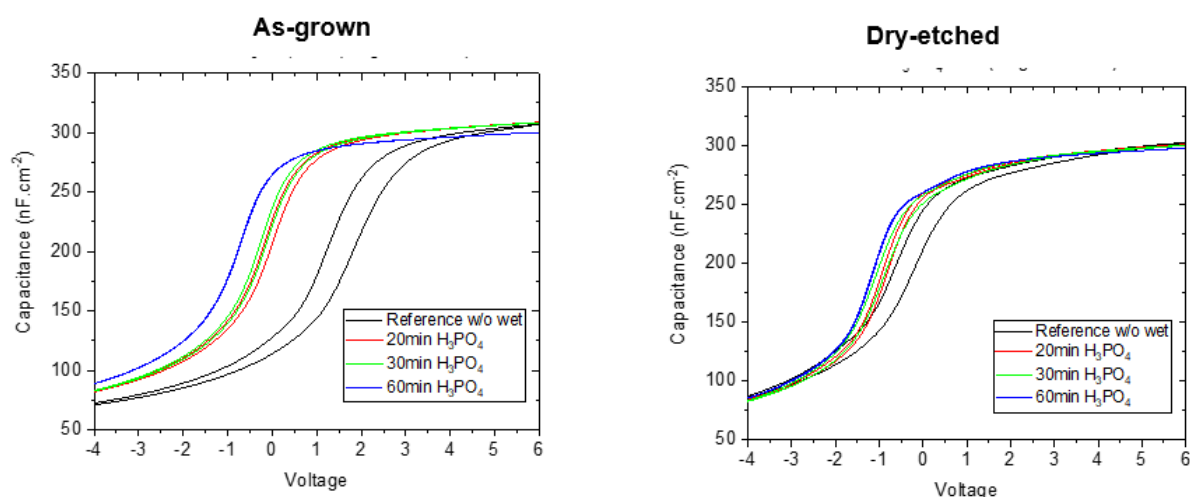 As-grown
Dry-etched
350
300
250
200
150
100
50
Capacitance (nF.cm-2)
-4 -3 -2 -1 0 1 2 3 4 5 6
Voltage
Reference w/o wet
20min H3PO4
30min H3PO4
60min H3PO4
350
300
250
200
150
100
50
Capacitance (nF.cm-2)
-4 -3 -2 -1 0 1 2 3 4 5 6
Voltage
Reference w/o wet
20min H3PO4
30min H3PO4
60min H3PO4